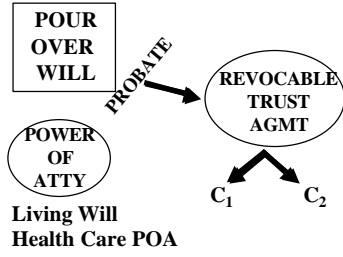 POUR
OVER
WILL
PROBATE
REVOCABLE
TRUST
AGMT
POWER
OF
ATTY
C1 C2
Living Will
Health Care POA